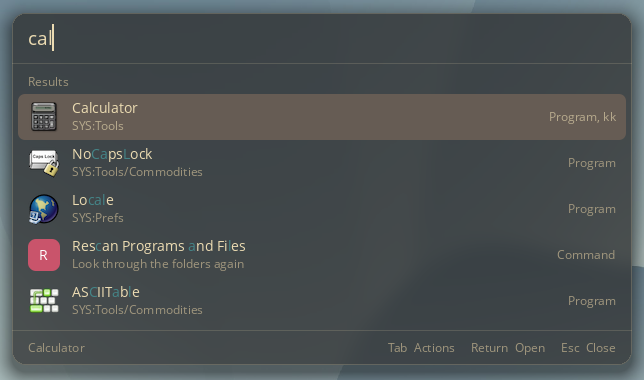 cal
Results
Calculator
SYS:Tools
Program, kk
Caps Lock
NoCapsLock
SYS:Tools/Commodities
Program
Locale
SYS:Prefs
Program
R
Rescan Programs and Files
Look through the folders again
Command
ASCIITable
SYS:Tools/Commodities
Program
Calculator
Tab Actions Return Open Esc Close